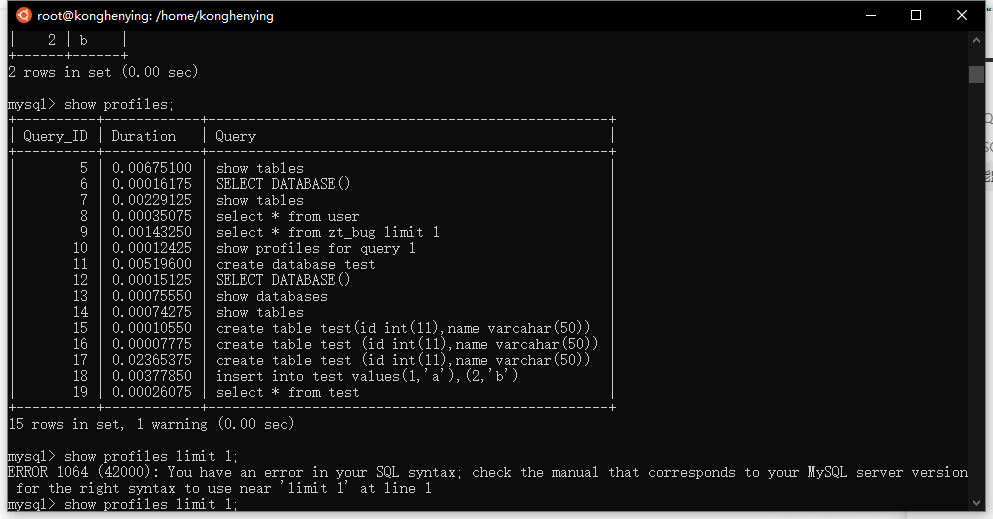 root@konghenying: /home/konghenying
| 2 | b |
+------+------+
2 rows in set (0.00 sec)
mysql> show profiles;
+----------+------------+---------------------------------------------------+
| Query_ID | Duration | Query |
+----------+------------+---------------------------------------------------+
| 5 | 0.00675100 | show tables |
| 6 | 0.00016175 | SELECT DATABASE() |
| 7 | 0.00229125 | show tables |
| 8 | 0.00035075 | select * from user |
| 9 | 0.00143250 | select * from zt_bug limit 1 |
| 10 | 0.00012425 | show profiles for query 1 |
| 11 | 0.00519600 | create database test |
| 12 | 0.00015125 | SELECT DATABASE() |
| 13 | 0.00075550 | show databases |
| 14 | 0.00074275 | show tables |
| 15 | 0.00010550 | create table test(id int(11),name varcahar(50)) |
| 16 | 0.00007775 | create table test (id int(11),name varcahar(50)) |
| 17 | 0.02365375 | create table test (id int(11),name varchar(50)) |
| 18 | 0.00377850 | insert into test values(1,'a'),(2,'b') |
| 19 | 0.00026075 | select * from test |
+----------+------------+---------------------------------------------------+
15 rows in set, 1 warning (0.00 sec)
mysql> show profiles limit 1;
ERROR 1064 (42000): You have an error in your SQL syntax; check the manual that corresponds to your MySQL server version
for the right syntax to use near 'limit 1' at line 1
mysql> show profiles limit 1;